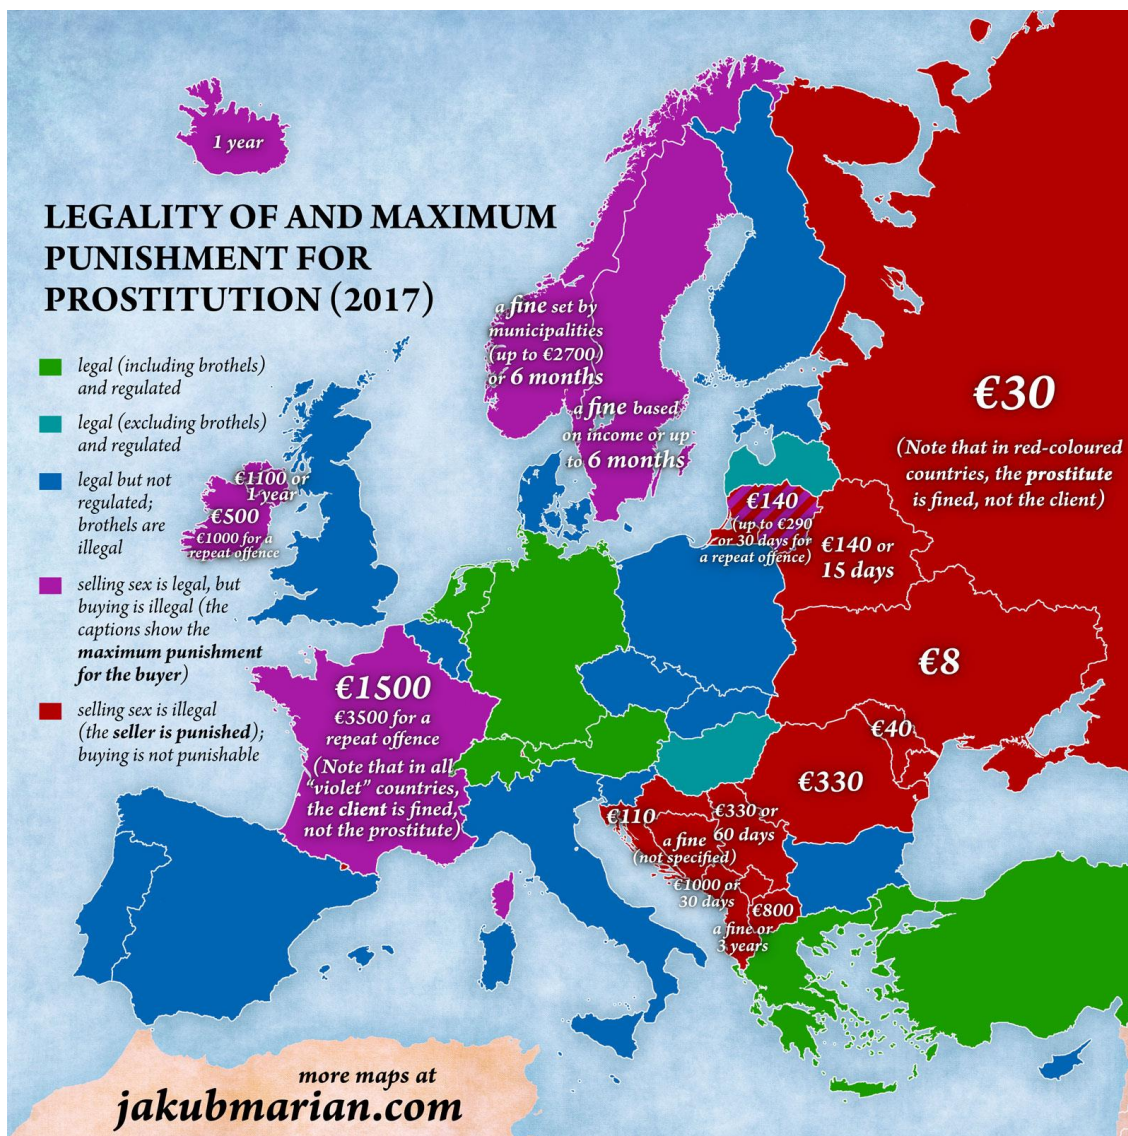 1 year
LEGALITY OF AND MAXIMUM
PUNISHMENT FOR
PROSTITUTION (2017)
legal (including brothels)
and regulated
legal (excluding brothels)
and regulated
legal but not
regulated;
brothels are
illegal
selling sex is legal, but
buying is illegal (the
captions show the
maximum punishment
for the buyer)
selling sex is illegal
(the seller is punished);
buying is not punishable
a fine set by
municipalities
(up to €2700)
or 6 months
a fine based
on income or up
to 6 months
€30
(Note that in red-coloured
countries, the prostitute
is fined, not the client)
€1100 or
1 year
€500
€1000 for a
repeat offence
€140
(up to €290
or 30 days for
a repeat offence)
€140 or
15 days
€8
€1500
€3500 for a
repeat offence
(Note that in all
“violet” countries,
the client is fined,
not the prostitute)
€40
€330
€110
€330 or
60 days
a fine
(not specified)
€1000 or
30 days
€800
a fine or
3 years
more maps at
jakubmarian.com